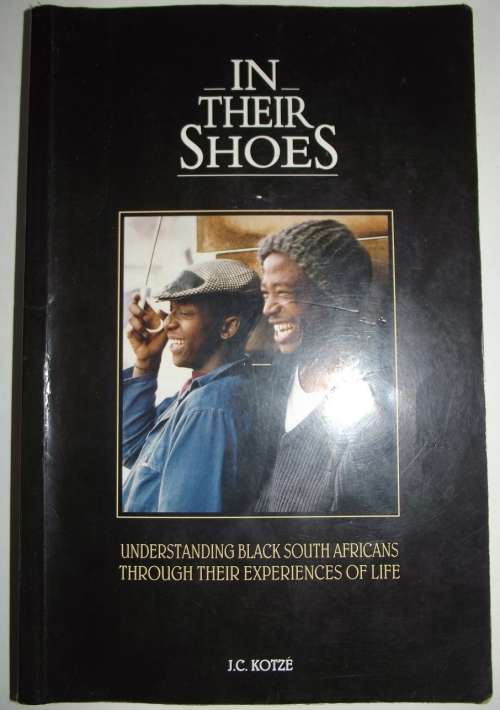 IN
THEIR
SHOES
UNDERSTANDING BLACK SOUTH AFRICANS
THROUGH THEIR EXPERIENCES OF LIFE
J.C. KOTZÉ